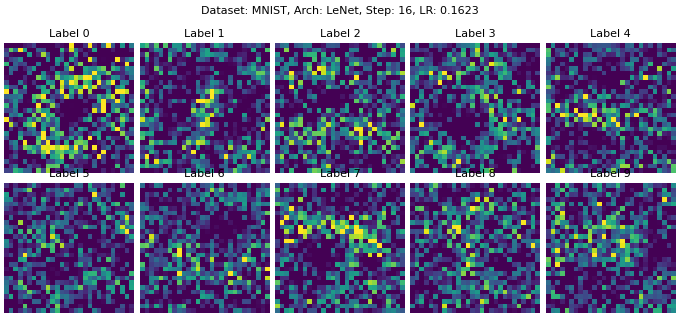 Dataset: MNIST, Arch: LeNet, Step: 16, LR: 0.1623
Label 0 Label 1 Label 2 Label 3 Label 4
Label 5 Label 6 Label 7 Label 8 Label 9